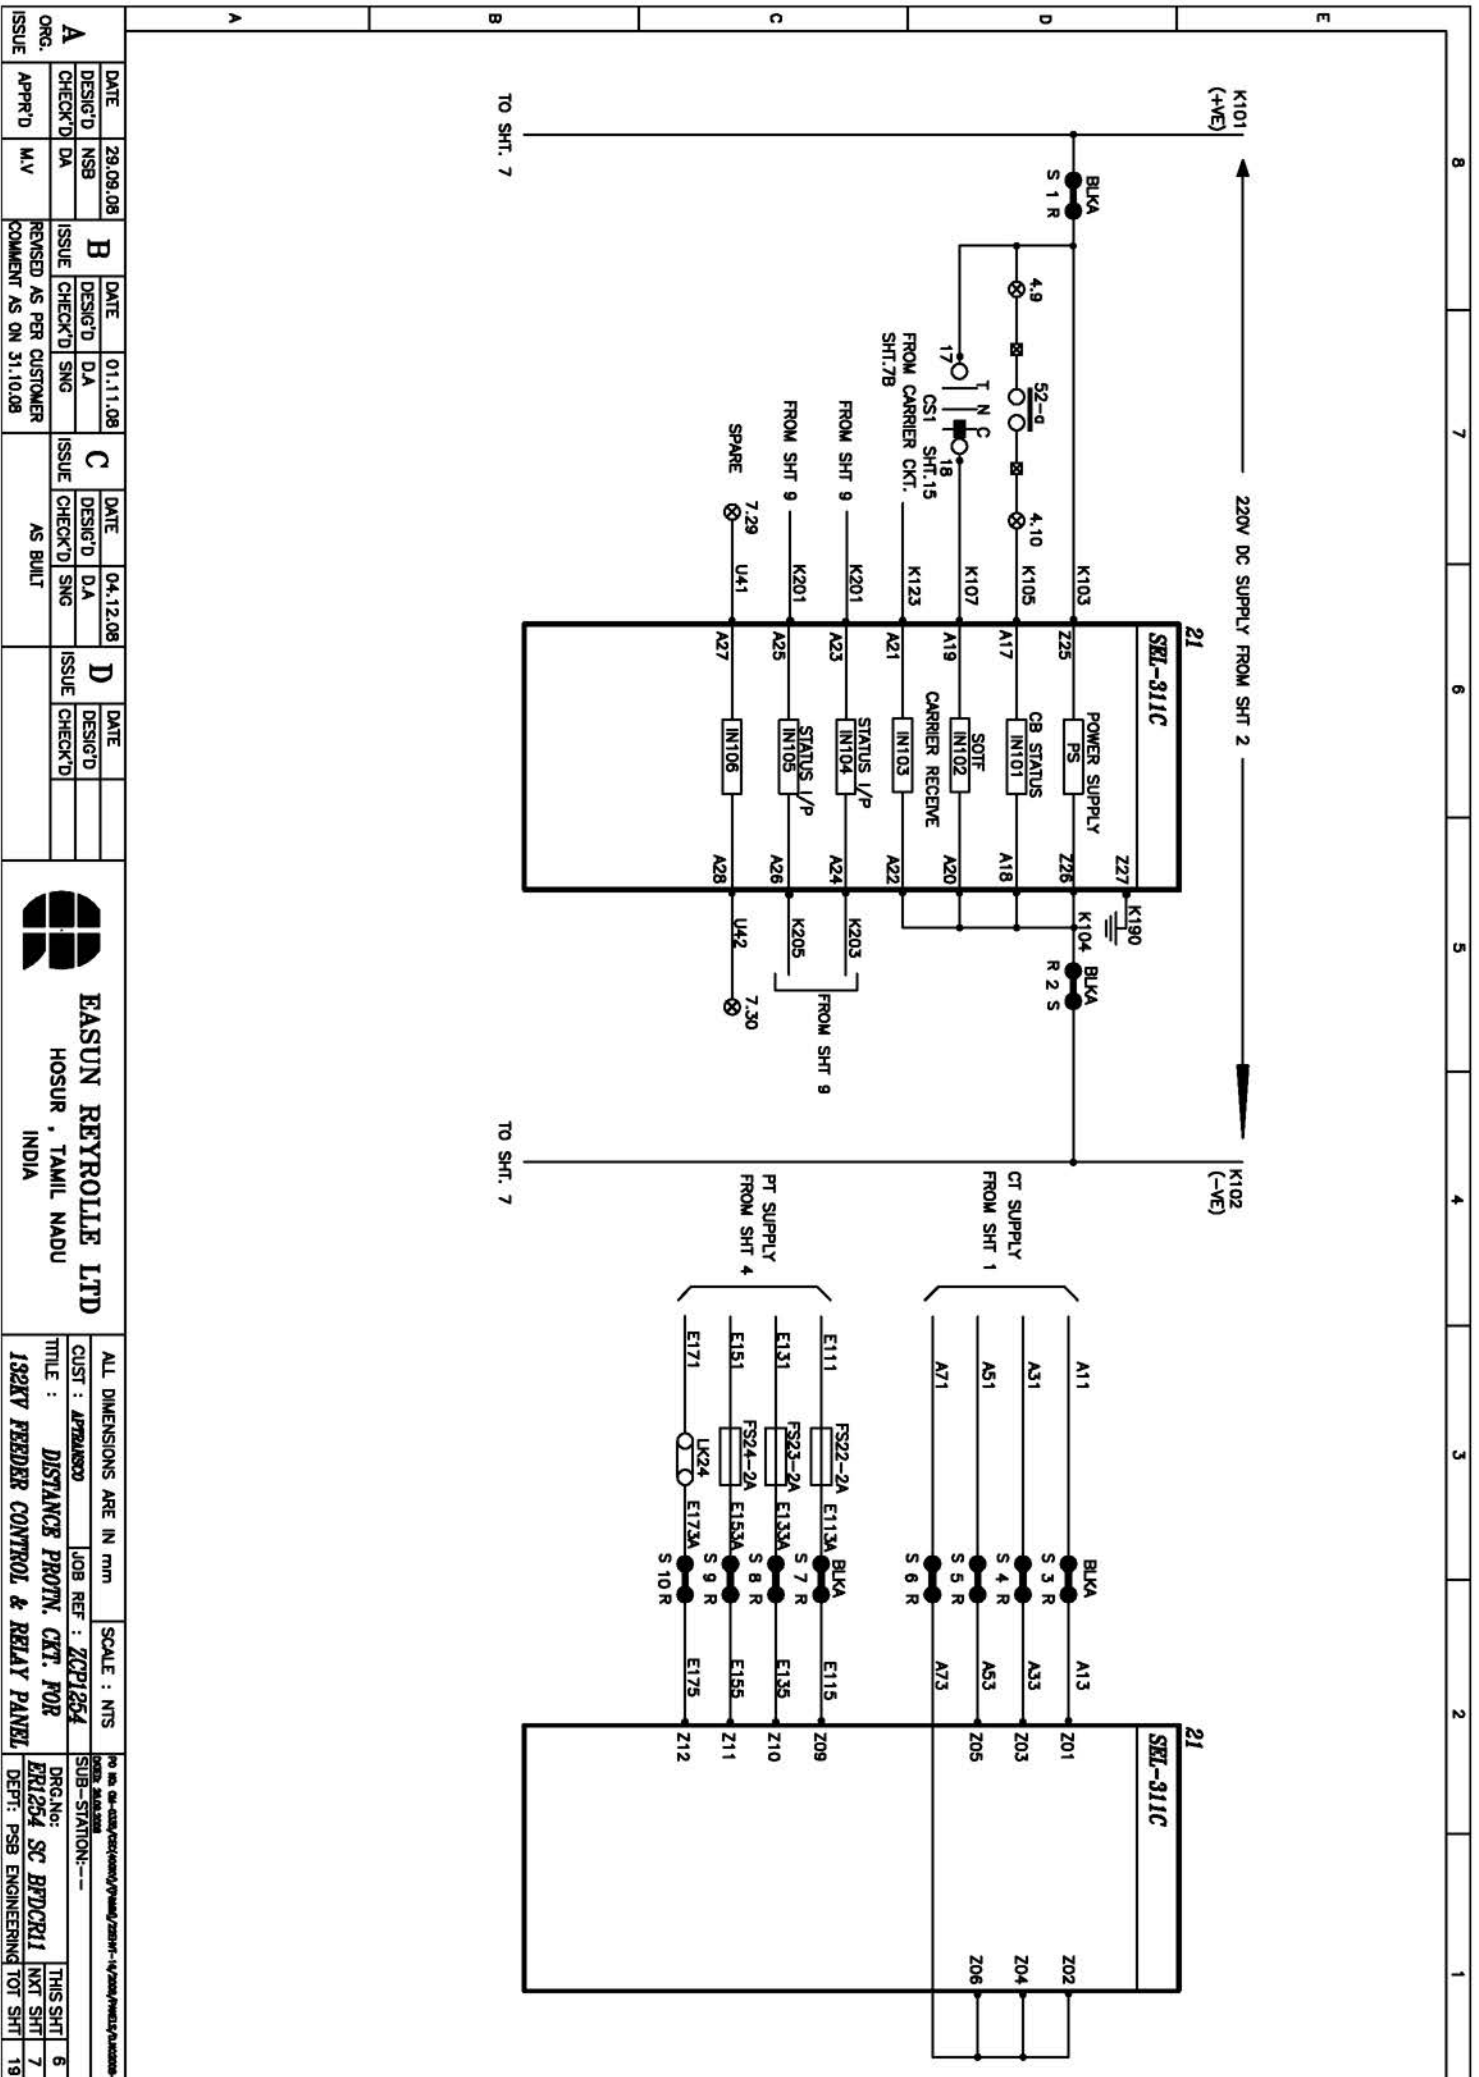 8
7
6
5
4
3
2
1
E
D
C
B
A
K101
(+VE)
220V DC SUPPLY FROM SHT 2
K102
(-VE)
BLKA
S 1 R
4.9
52-a
4.10
17
T N C
18
CS1 SHT.15
FROM CARRIER CKT.
SHT.7B
FROM SHT 9
FROM SHT 9
SPARE
7.29
K103
K105
K107
K123
K201
K201
U41
21
SEL-311C
Z25
POWER SUPPLY
PS
Z26
Z27
A17
CB STATUS
IN101
A18
A19
SOTF
IN102
A20
A21
CARRIER RECEIVE
IN103
A22
A23
STATUS I/P
IN104
A24
A25
STATUS I/P
IN105
A26
A27
IN106
A28
K190
K104
BLKA
R 2 S
K203
K205
FROM SHT 9
U42
7.30
TO SHT. 7
TO SHT. 7
CT SUPPLY
FROM SHT 1
A11
BLKA
S 3 R
A13
A31
S 4 R
A33
A51
S 5 R
A53
A71
S 6 R
A73
PT SUPPLY
FROM SHT 4
E111
FS22-2A
E113A
BLKA
S 7 R
E115
E131
FS23-2A
E133A
S 8 R
E135
E151
FS24-2A
E153A
S 9 R
E155
E171
LK24
E173A
S 10 R
E175
21
SEL-311C
Z01
Z02
Z03
Z04
Z05
Z06
Z09
Z10
Z11
Z12
A
ORG.
ISSUE
DATE 29.09.08
DESIG'D NSB
CHECK'D DA
APPR'D M.V
B
ISSUE
DATE 01.11.08
DESIG'D D.A
CHECK'D SNG
REVISED AS PER CUSTOMER
COMMENT AS ON 31.10.08
C
ISSUE
DATE 04.12.08
DESIG'D D.A
CHECK'D SNG
AS BUILT
D
ISSUE
DATE
DESIG'D
CHECK'D
EASUN REYROLLE LTD
HOSUR , TAMIL NADU
INDIA
ALL DIMENSIONS ARE IN mm
SCALE : NTS
CUST : APTRANSCO
JOB REF : ZCP1254
TITILE : DISTANCE PROTN. CKT. FOR
132KV FEEDER CONTROL & RELAY PANEL
SUB-STATION:--
DRG.No:
ER1254 SC BFDCR11
DEPT: PSB ENGINEERING
THIS SHT 6
NXT SHT 7
TOT SHT 19